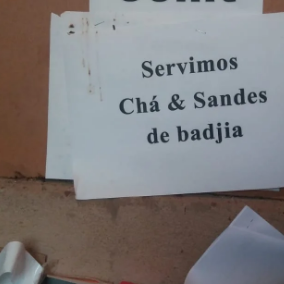 Servimos
Chá & Sandes
de badjia